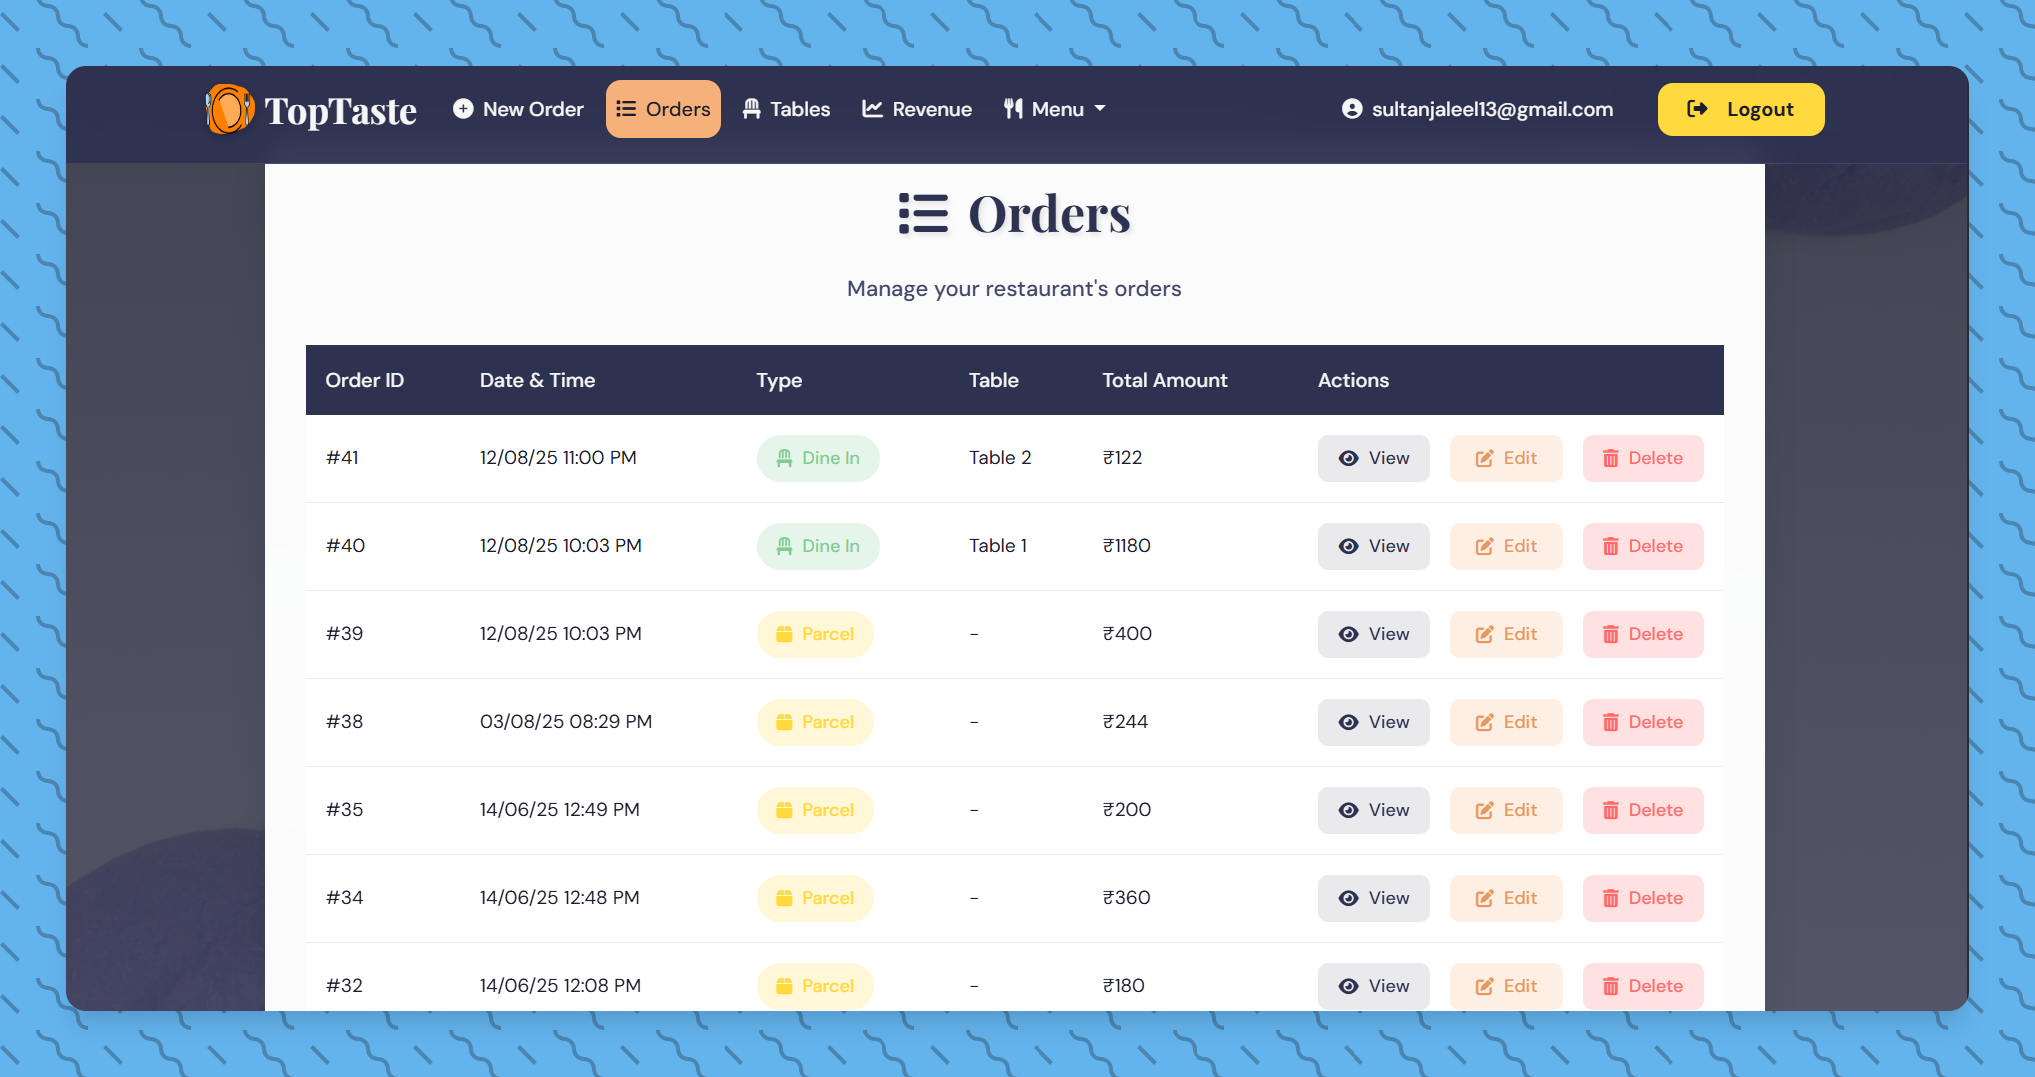 TopTaste New Order Orders Tables Revenue Menu sultanjaleel13@gmail.com Logout
Orders
Manage your restaurant's orders
Order ID Date & Time Type Table Total Amount Actions
#41 12/08/25 11:00 PM Dine In Table 2 ₹122 View Edit Delete
#40 12/08/25 10:03 PM Dine In Table 1 ₹1180 View Edit Delete
#39 12/08/25 10:03 PM Parcel - ₹400 View Edit Delete
#38 03/08/25 08:29 PM Parcel - ₹244 View Edit Delete
#35 14/06/25 12:49 PM Parcel - ₹200 View Edit Delete
#34 14/06/25 12:48 PM Parcel - ₹360 View Edit Delete
#32 14/06/25 12:08 PM Parcel - ₹180 View Edit Delete